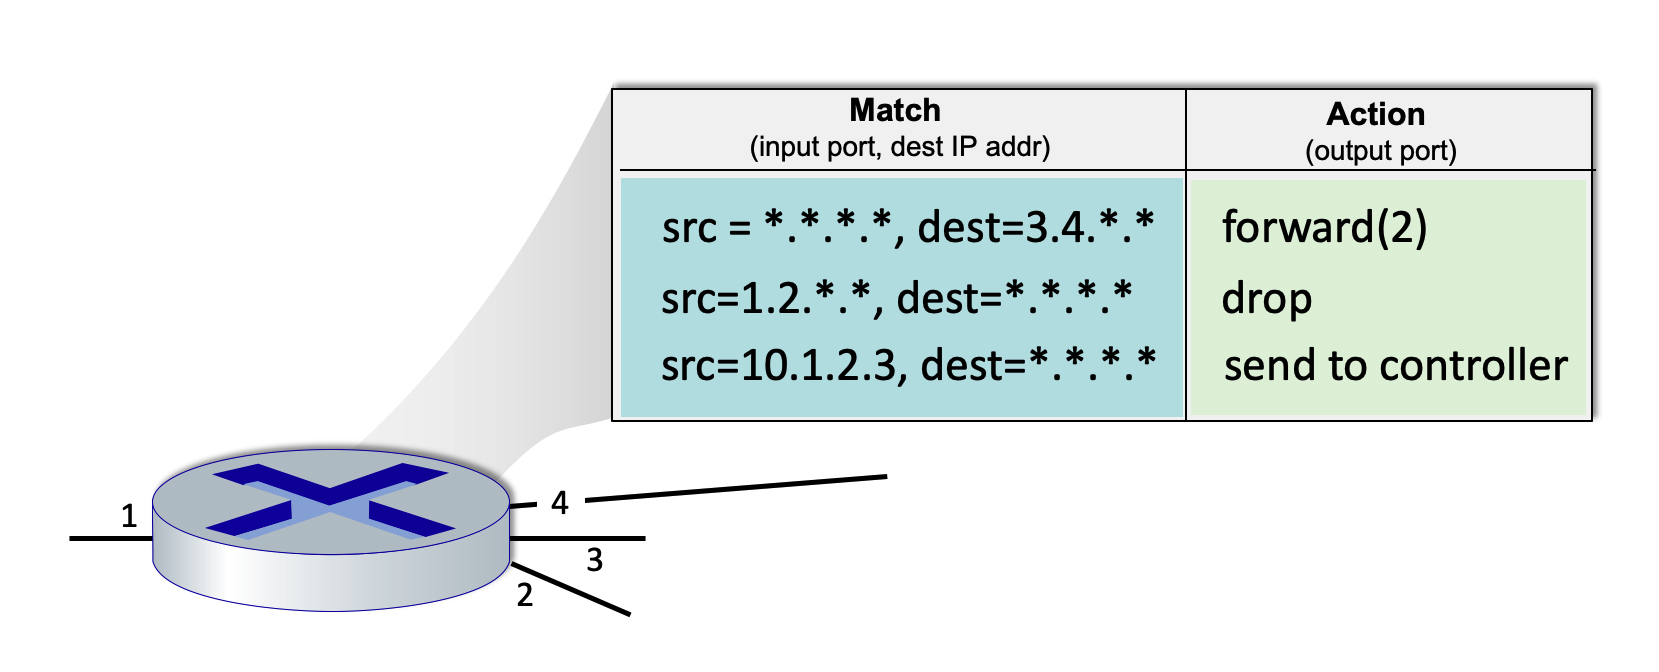 Match
(input port, dest IP addr)
Action
(output port)
src = *.*.*.*, dest=3.4.*.*
forward(2)
src=1.2.*.*, dest=*.*.*.*
drop
src=10.1.2.3, dest=*.*.*.*
send to controller
1
4
3
2